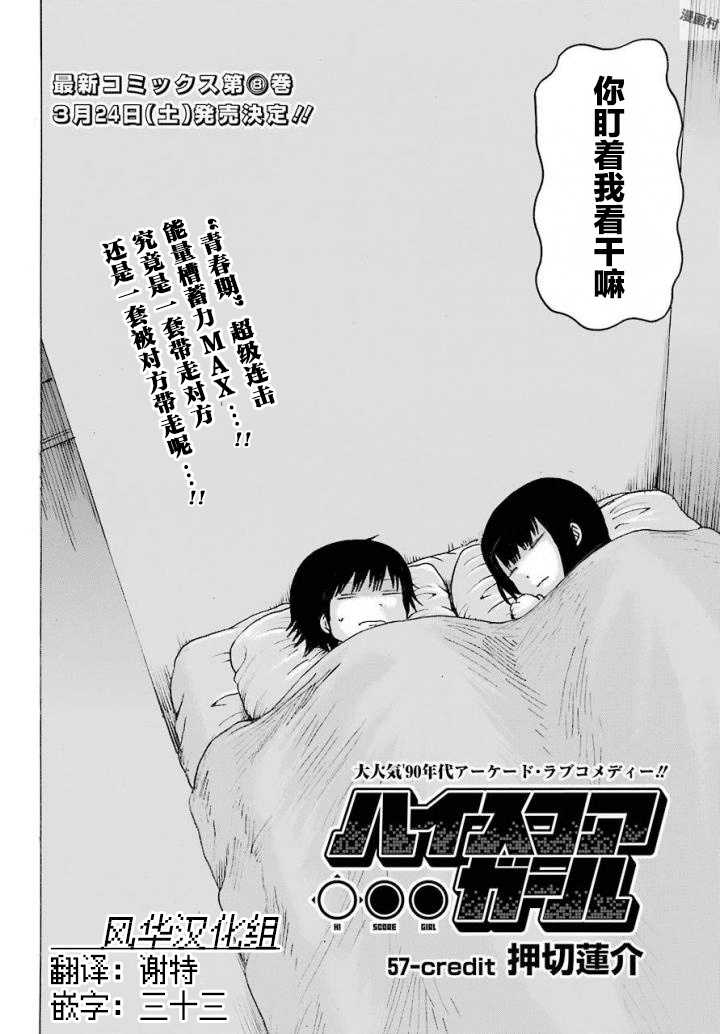 漫画村
最新コミックス第⑧巻
3月24日(土)発売決定!!
你盯着我看干嘛
“青春期”超级连击
能量槽蓄力MAX…!!
究竟是一套带走对方
还是一套被对方带走呢…!!
大人気'90年代アーケード・ラブコメディー!!
ハイスコア
ガール
HI SCORE GIRL
57-credit 押切蓮介
风华汉化组
翻译：谢特
嵌字：三十三